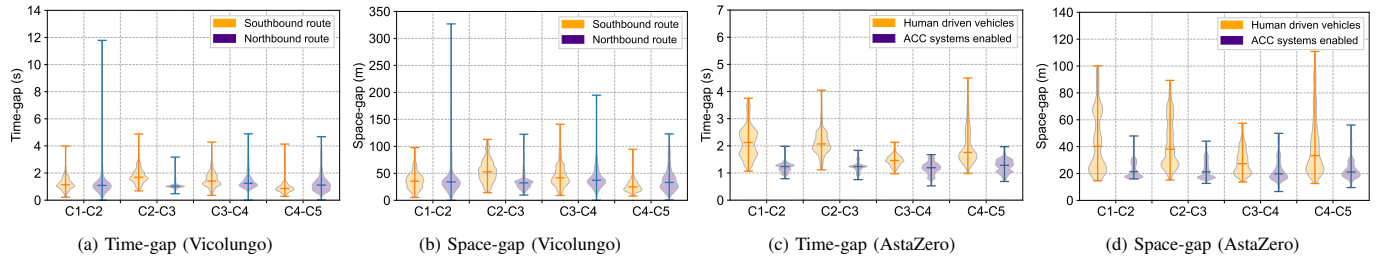 14
12
10
8
6
4
2
0
Time-gap (s)
Southbound route
Northbound route
C1-C2 C2-C3 C3-C4 C4-C5
(a) Time-gap (Vicolungo)
350
300
250
200
150
100
50
0
Space-gap (m)
Southbound route
Northbound route
C1-C2 C2-C3 C3-C4 C4-C5
(b) Space-gap (Vicolungo)
7
6
5
4
3
2
1
0
Time-gap (s)
Human driven vehicles
ACC systems enabled
C1-C2 C2-C3 C3-C4 C4-C5
(c) Time-gap (AstaZero)
140
120
100
80
60
40
20
0
Space-gap (m)
Human driven vehicles
ACC systems enabled
C1-C2 C2-C3 C3-C4 C4-C5
(d) Space-gap (AstaZero)